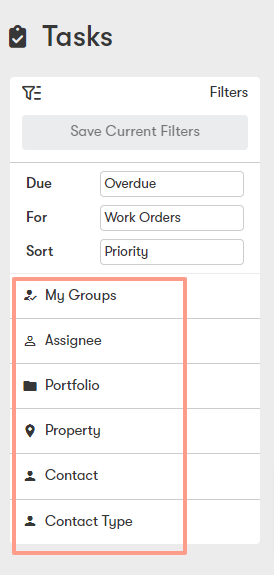 Tasks
Filters
Save Current Filters
Due Overdue
For Work Orders
Sort Priority
My Groups
Assignee
Portfolio
Property
Contact
Contact Type